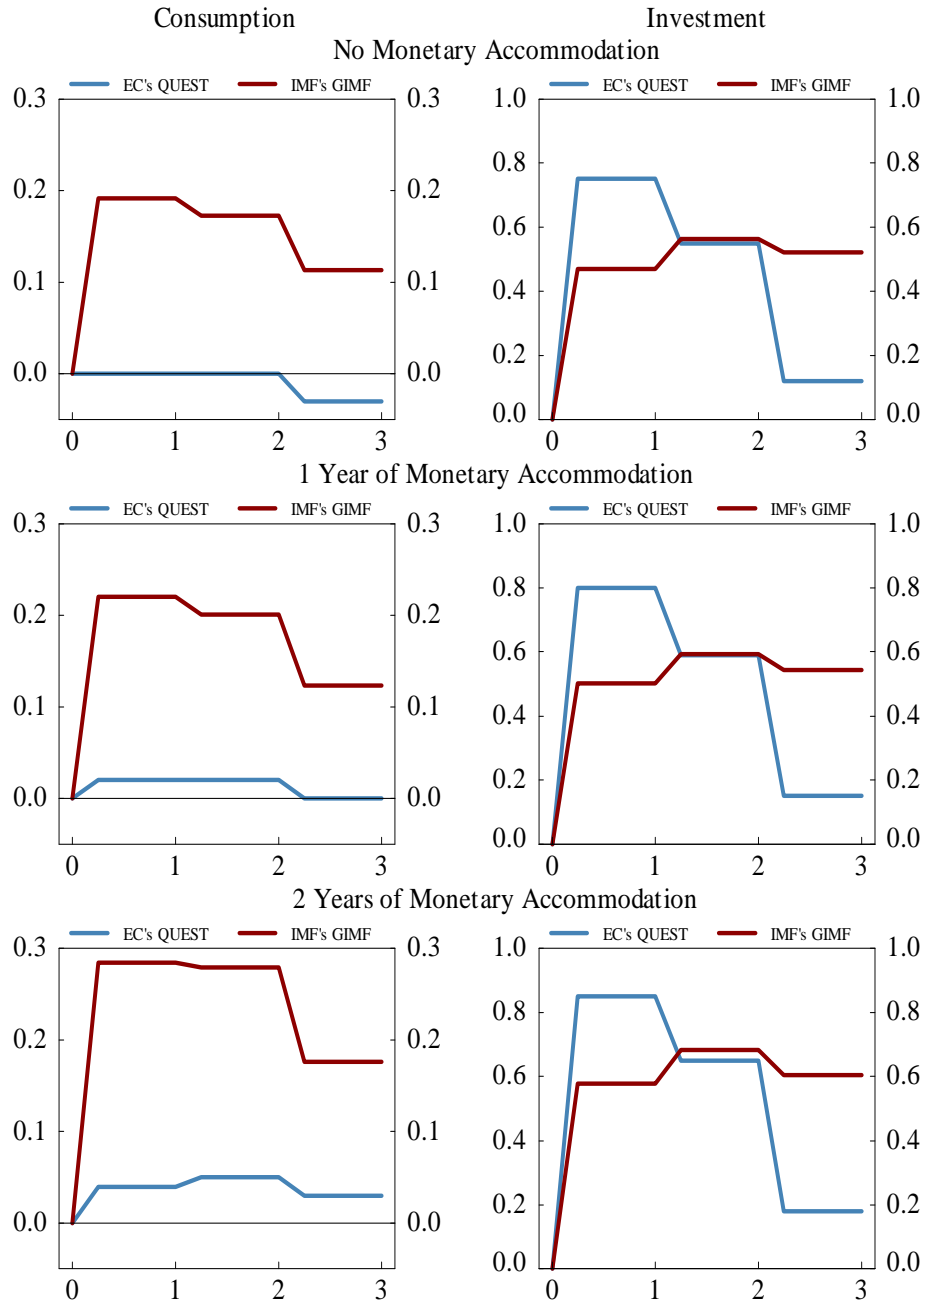 Consumption Investment
No Monetary Accommodation
EC's QUEST IMF's GIMF EC's QUEST IMF's GIMF
0.3 0.3 1.0 1.0
0.8 0.8
0.2 0.2
0.6 0.6
0.1 0.1
0.4 0.4
0.0 0.0
0.2 0.2
0.0 0.0
0 1 2 3 0 1 2 3
1 Year of Monetary Accommodation
EC's QUEST IMF's GIMF EC's QUEST IMF's GIMF
0.3 0.3 1.0 1.0
0.8 0.8
0.2 0.2
0.6 0.6
0.1 0.1
0.4 0.4
0.0 0.0
0.2 0.2
0.0 0.0
0 1 2 3 0 1 2 3
2 Years of Monetary Accommodation
EC's QUEST IMF's GIMF EC's QUEST IMF's GIMF
0.3 0.3 1.0 1.0
0.8 0.8
0.2 0.2
0.6 0.6
0.1 0.1
0.4 0.4
0.0 0.0
0.2 0.2
0.0 0.0
0 1 2 3 0 1 2 3